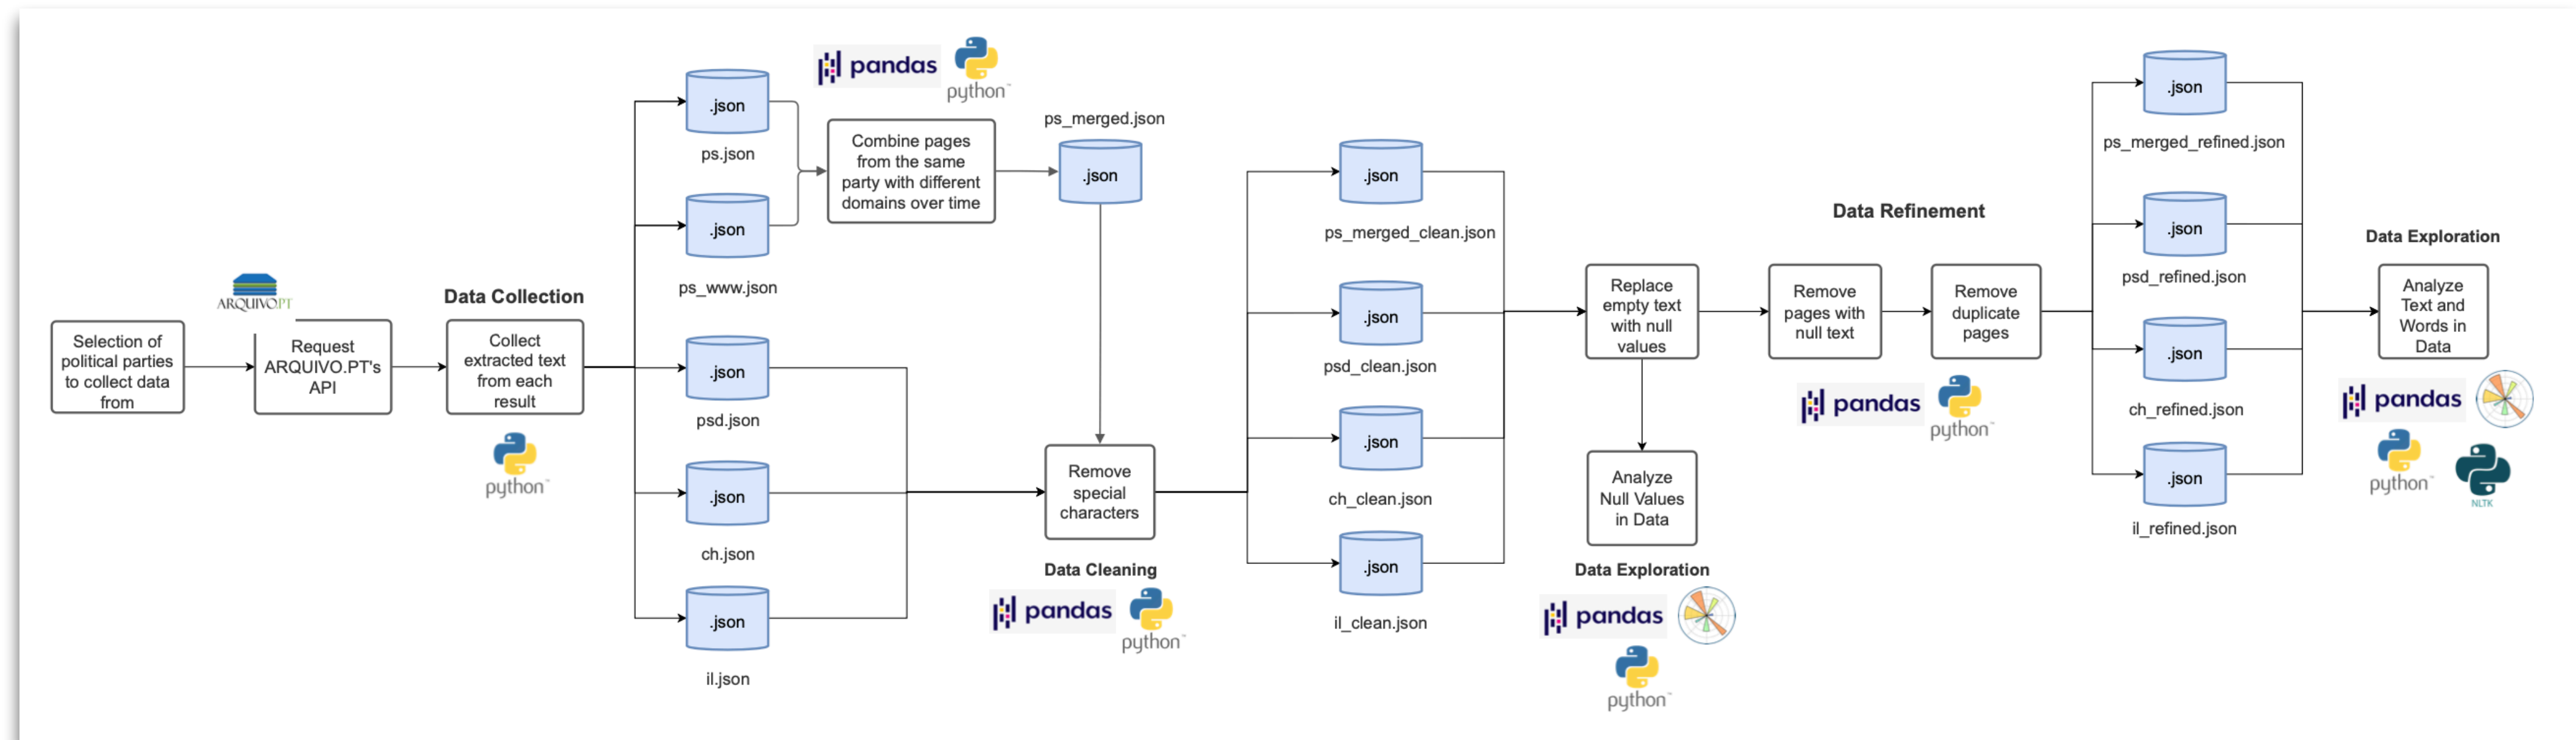 Selection of
political parties
to collect data
from
ARQUIVO.PT
Request
ARQUIVO.PT's
API
Data Collection
Collect
extracted text
from each
result
python™
.json
ps.json
.json
ps_www.json
.json
psd.json
.json
ch.json
.json
il.json
pandas
python™
Combine pages
from the same
party with different
domains over time
ps_merged.json
.json
Remove
special
characters
Data Cleaning
pandas
python™
.json
ps_merged_clean.json
.json
psd_clean.json
.json
ch_clean.json
.json
il_clean.json
Replace
empty text
with null
values
Analyze
Null Values
in Data
Data Exploration
pandas
python™
Data Refinement
Remove
pages with
null text
Remove
duplicate
pages
pandas
python™
.json
ps_merged_refined.json
.json
psd_refined.json
.json
ch_refined.json
.json
il_refined.json
Data Exploration
Analyze
Text and
Words in
Data
pandas
python™
NLTK